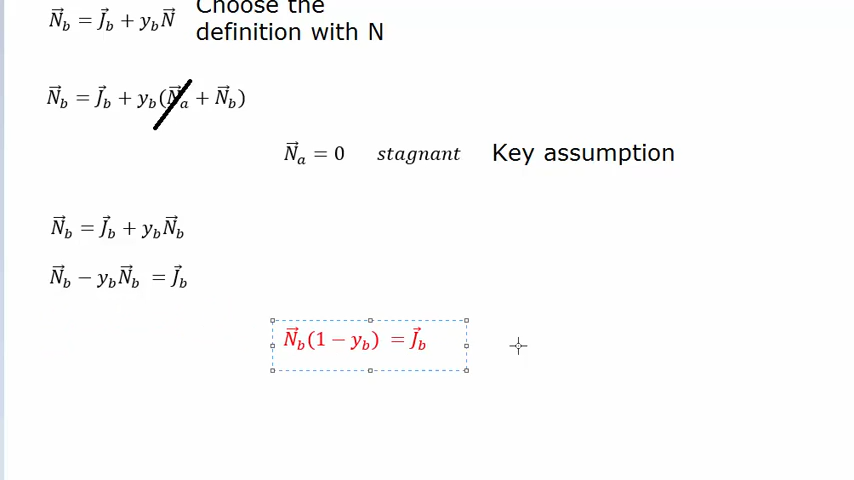 Choose the
N⃗_b = J⃗_b + y_b N⃗
definition with N
N⃗_b = J⃗_b + y_b(N⃗_a + N⃗_b)
N⃗_a = 0 stagnant Key assumption
N⃗_b = J⃗_b + y_b N⃗_b
N⃗_b − y_b N⃗_b = J⃗_b
N⃗_b(1 − y_b) = J⃗_b